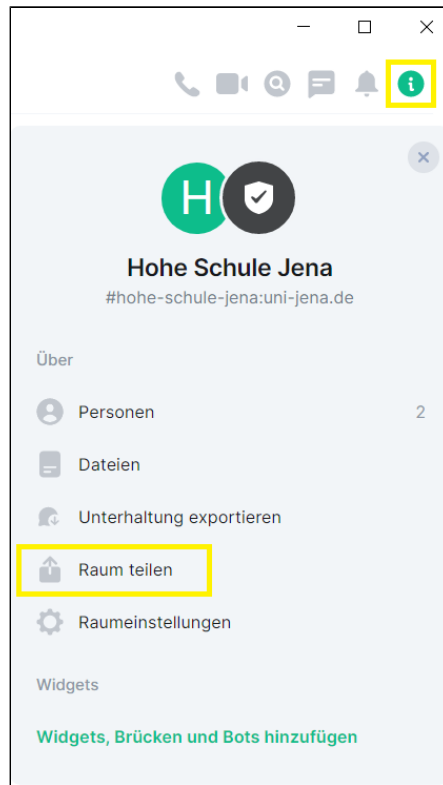 H
Hohe Schule Jena
#hohe-schule-jena:uni-jena.de
Über
Personen 2
Dateien
Unterhaltung exportieren
Raum teilen
Raumeinstellungen
Widgets
Widgets, Brücken und Bots hinzufügen